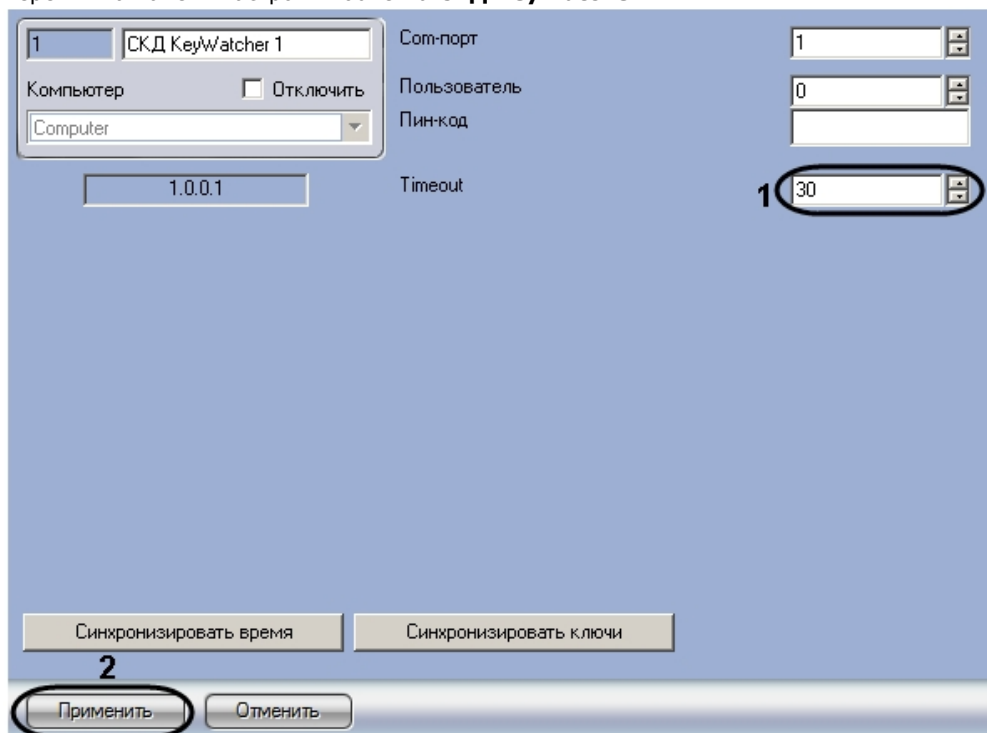 1 СКД KeyWatcher 1
Компьютер Отключить
Computer
1.0.0.1
Com-порт 1
Пользователь 0
Пин-код
Timeout 1 30
Синхронизировать время Синхронизировать ключи
2
Применить Отменить